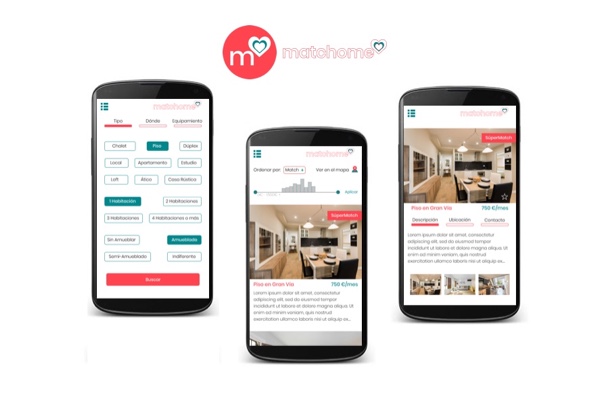 m
matchome
matchome
Tipo Dónde Equipamiento
Chalet Piso Dúplex
Local Apartamento Estudio
Loft Ático Casa Rústica
1 Habitación 2 Habitaciones
3 Habitaciones 4 Habitaciones o más
Sin Amueblar Amueblado
Semi-Amueblado Indiferente
Buscar
matchome
Ordenar por: Match Ver en el mapa
Aplicar
SuperMatch
Piso en Gran Vía 750 €/mes
Lorem ipsum dolor sit amet, consectetur
adipiscing elit, sed do eiusmod tempor
incididunt ut labore et dolore magna aliqua.
Ut enim ad minim veniam, quis nostrud
exercitation ullamco laboris nisi ut aliquip ex...
matchome
SuperMatch
Piso en Gran Vía 750 €/mes
Descripción Ubicación Contacto
Lorem ipsum dolor sit amet, consectetur
adipiscing elit, sed do eiusmod tempor
incididunt ut labore et dolore magna aliqua.
Ut enim ad minim veniam, quis nostrud
exercitation ullamco laboris nisi ut aliquip ex